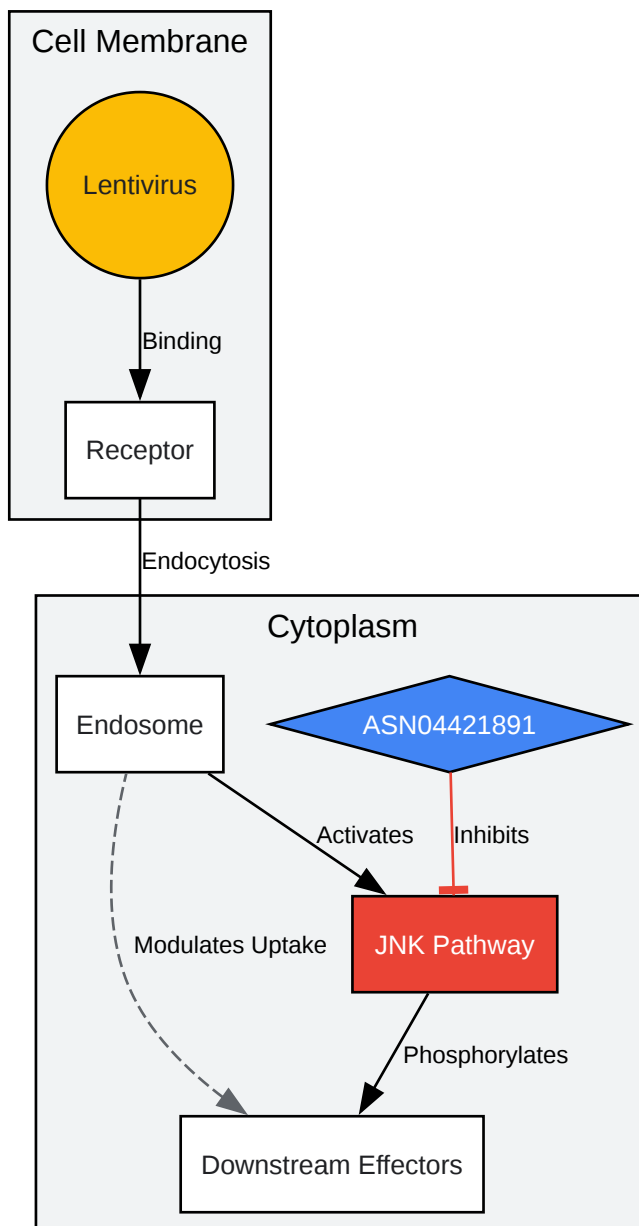 Cell Membrane
Lentivirus
Binding
Receptor
Endocytosis
Cytoplasm
Endosome
ASN04421891
Activates
Inhibits
Modulates Uptake
JNK Pathway
Phosphorylates
Downstream Effectors